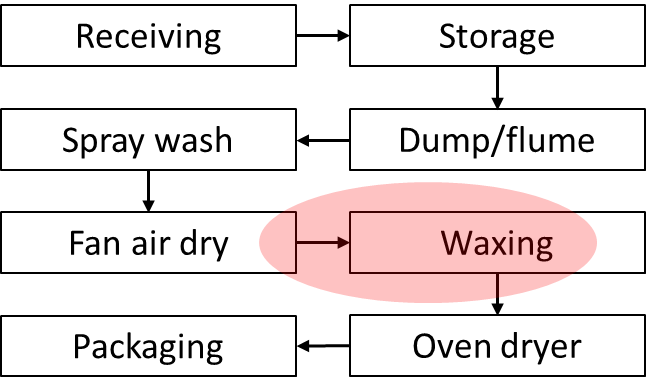 Receiving
Storage
Dump/flume
Spray wash
Fan air dry
Waxing
Oven dryer
Packaging